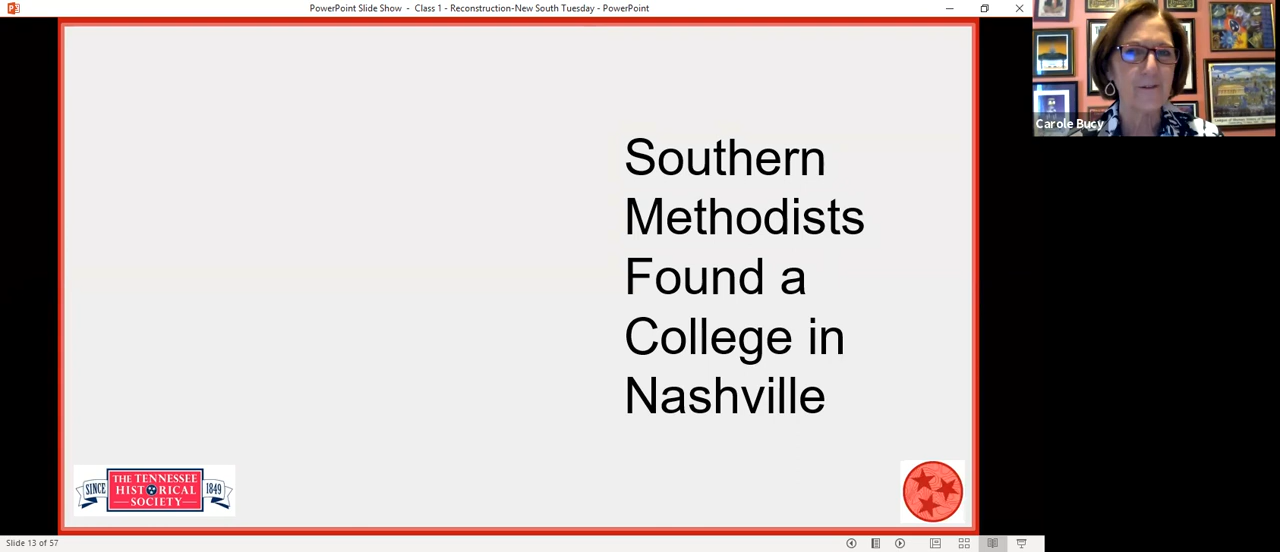 PowerPoint Slide Show - Class 1 - Reconstruction-New South Tuesday - PowerPoint
Carole Bucy
Southern
Methodists
Found a
College in
Nashville
SINCE
THE TENNESSEE
HISTORICAL
SOCIETY
1849
Slide 13 of 57